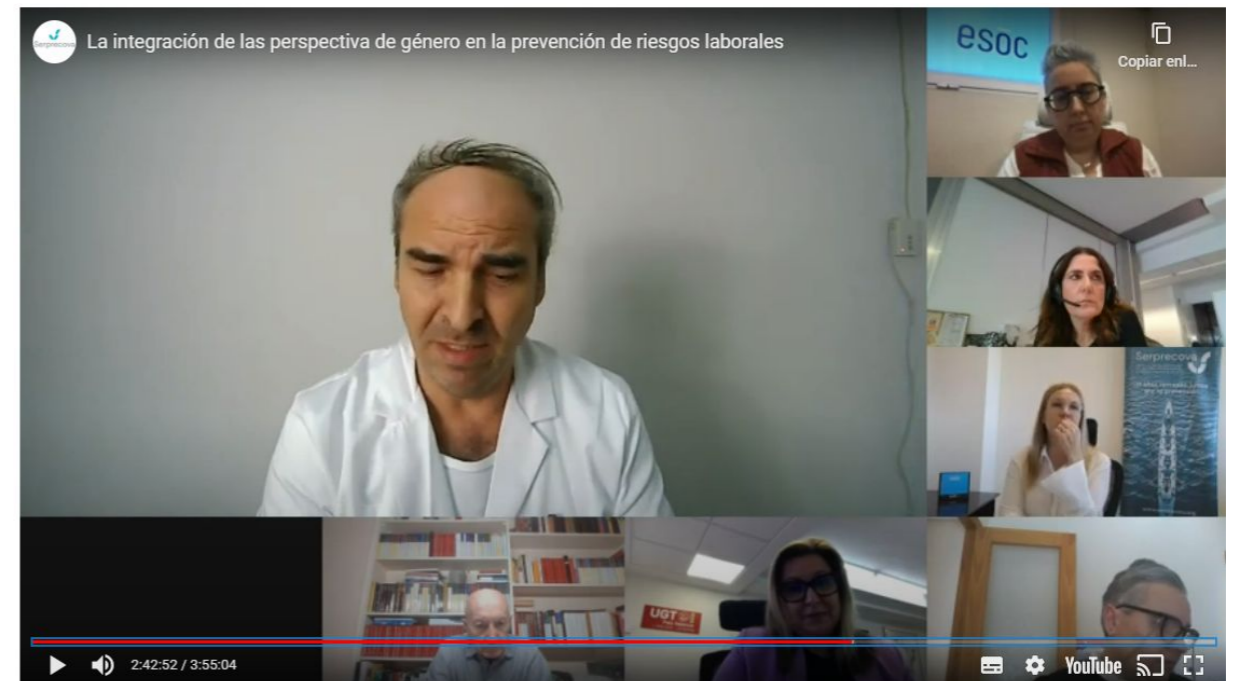 Serprecova
La integración de las perspectiva de género en la prevención de riesgos laborales
esoc
Copiar enl...
Serprecova
UGT
2:42:52 / 3:55:04
YouTube